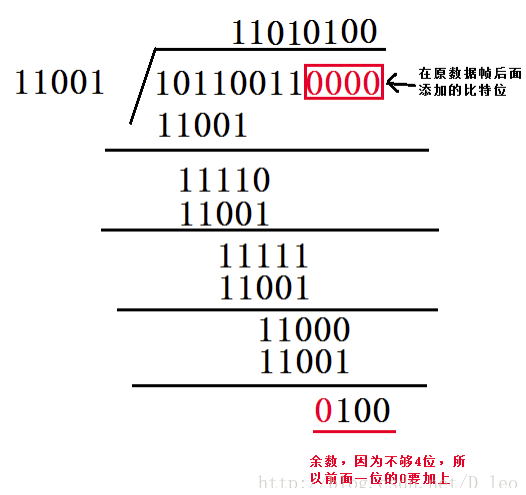 11010100
11001 101100110000 在原数据帧后面
添加的比特位
11001
11110
11001
11111
11001
11000
11001
0100
余数，因为不够4位，所
以前面一位的0要加上
http://blog.csdn.net/D_leo